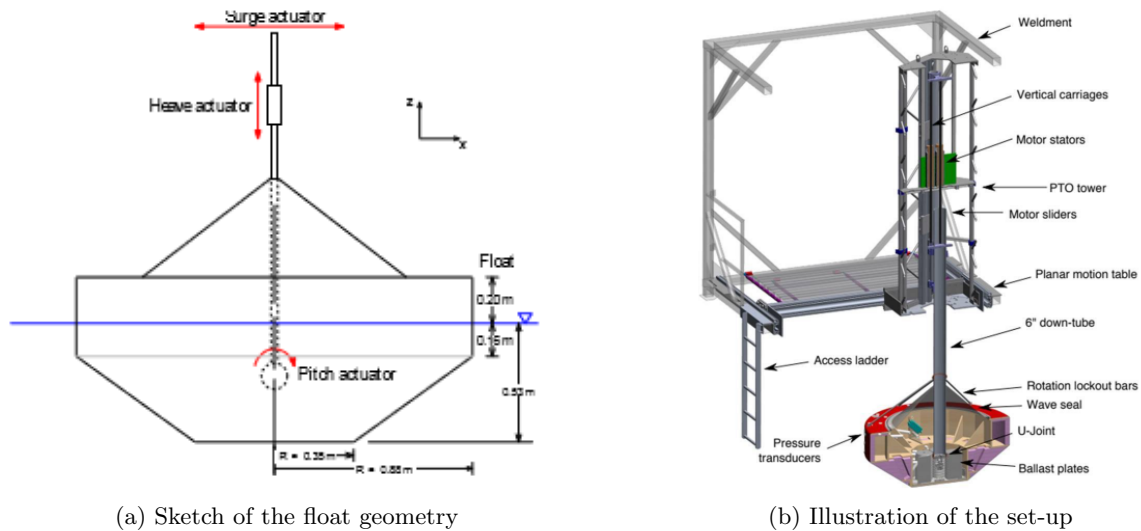 Surge actuator
Heave actuator
z
x
Float
0.20m
0.16m
Pitch actuator
0.53m
R = 0.35m
R = 0.88m
(a) Sketch of the float geometry
Weldment
Vertical carriages
Motor stators
PTO tower
Motor sliders
Planar motion table
6" down-tube
Access ladder
Rotation lockout bars
Wave seal
U-Joint
Pressure
transducers
Ballast plates
(b) Illustration of the set-up